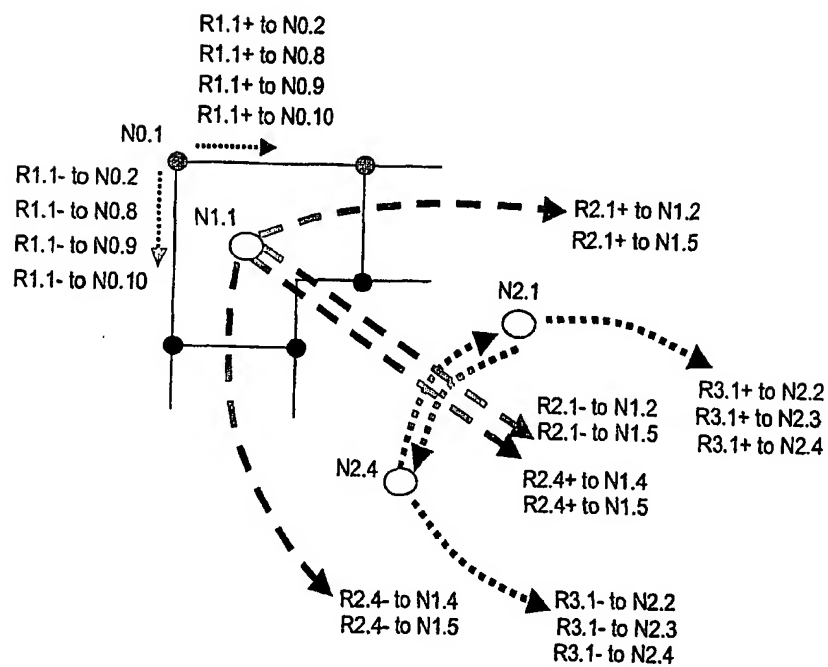 R1.1+ to N0.2
R1.1+ to N0.8
R1.1+ to N0.9
R1.1+ to N0.10
N0.1
R1.1- to N0.2
R1.1- to N0.8
R1.1- to N0.9
R1.1- to N0.10
N1.1
R2.1+ to N1.2
R2.1+ to N1.5
N2.1
R3.1+ to N2.2
R3.1+ to N2.3
R3.1+ to N2.4
R2.1- to N1.2
R2.1- to N1.5
N2.4
R2.4+ to N1.4
R2.4+ to N1.5
R2.4- to N1.4
R2.4- to N1.5
R3.1- to N2.2
R3.1- to N2.3
R3.1- to N2.4